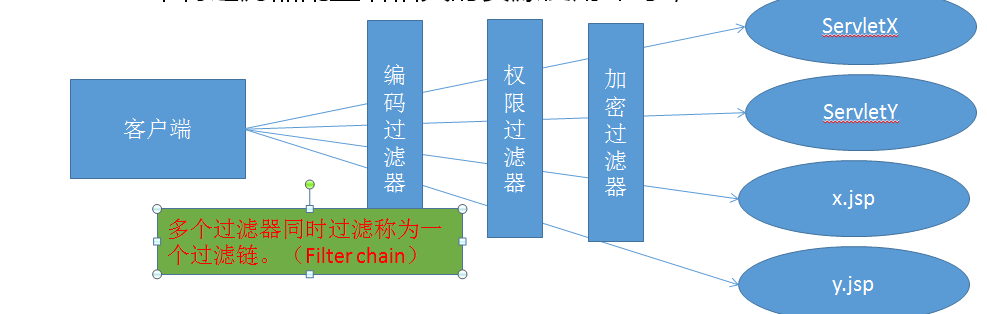 客户端
编码过滤器
权限过滤器
加密过滤器
ServletX
ServletY
x.jsp
y.jsp
多个过滤器同时过滤称为一
个过滤链。（Filter chain）